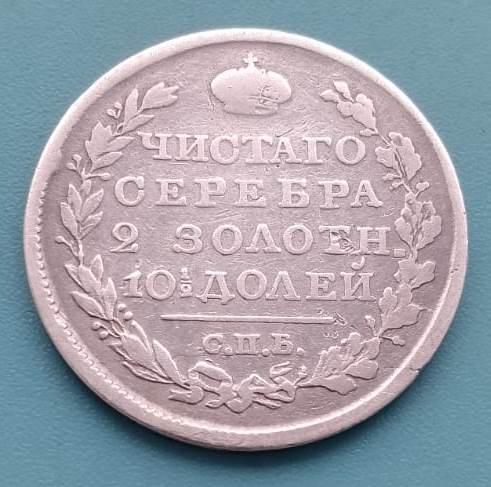 ЧИСТАГО
СЕРЕБРА
2 ЗОЛОТН.
10½ ДОЛЕЙ
С.П.Б.